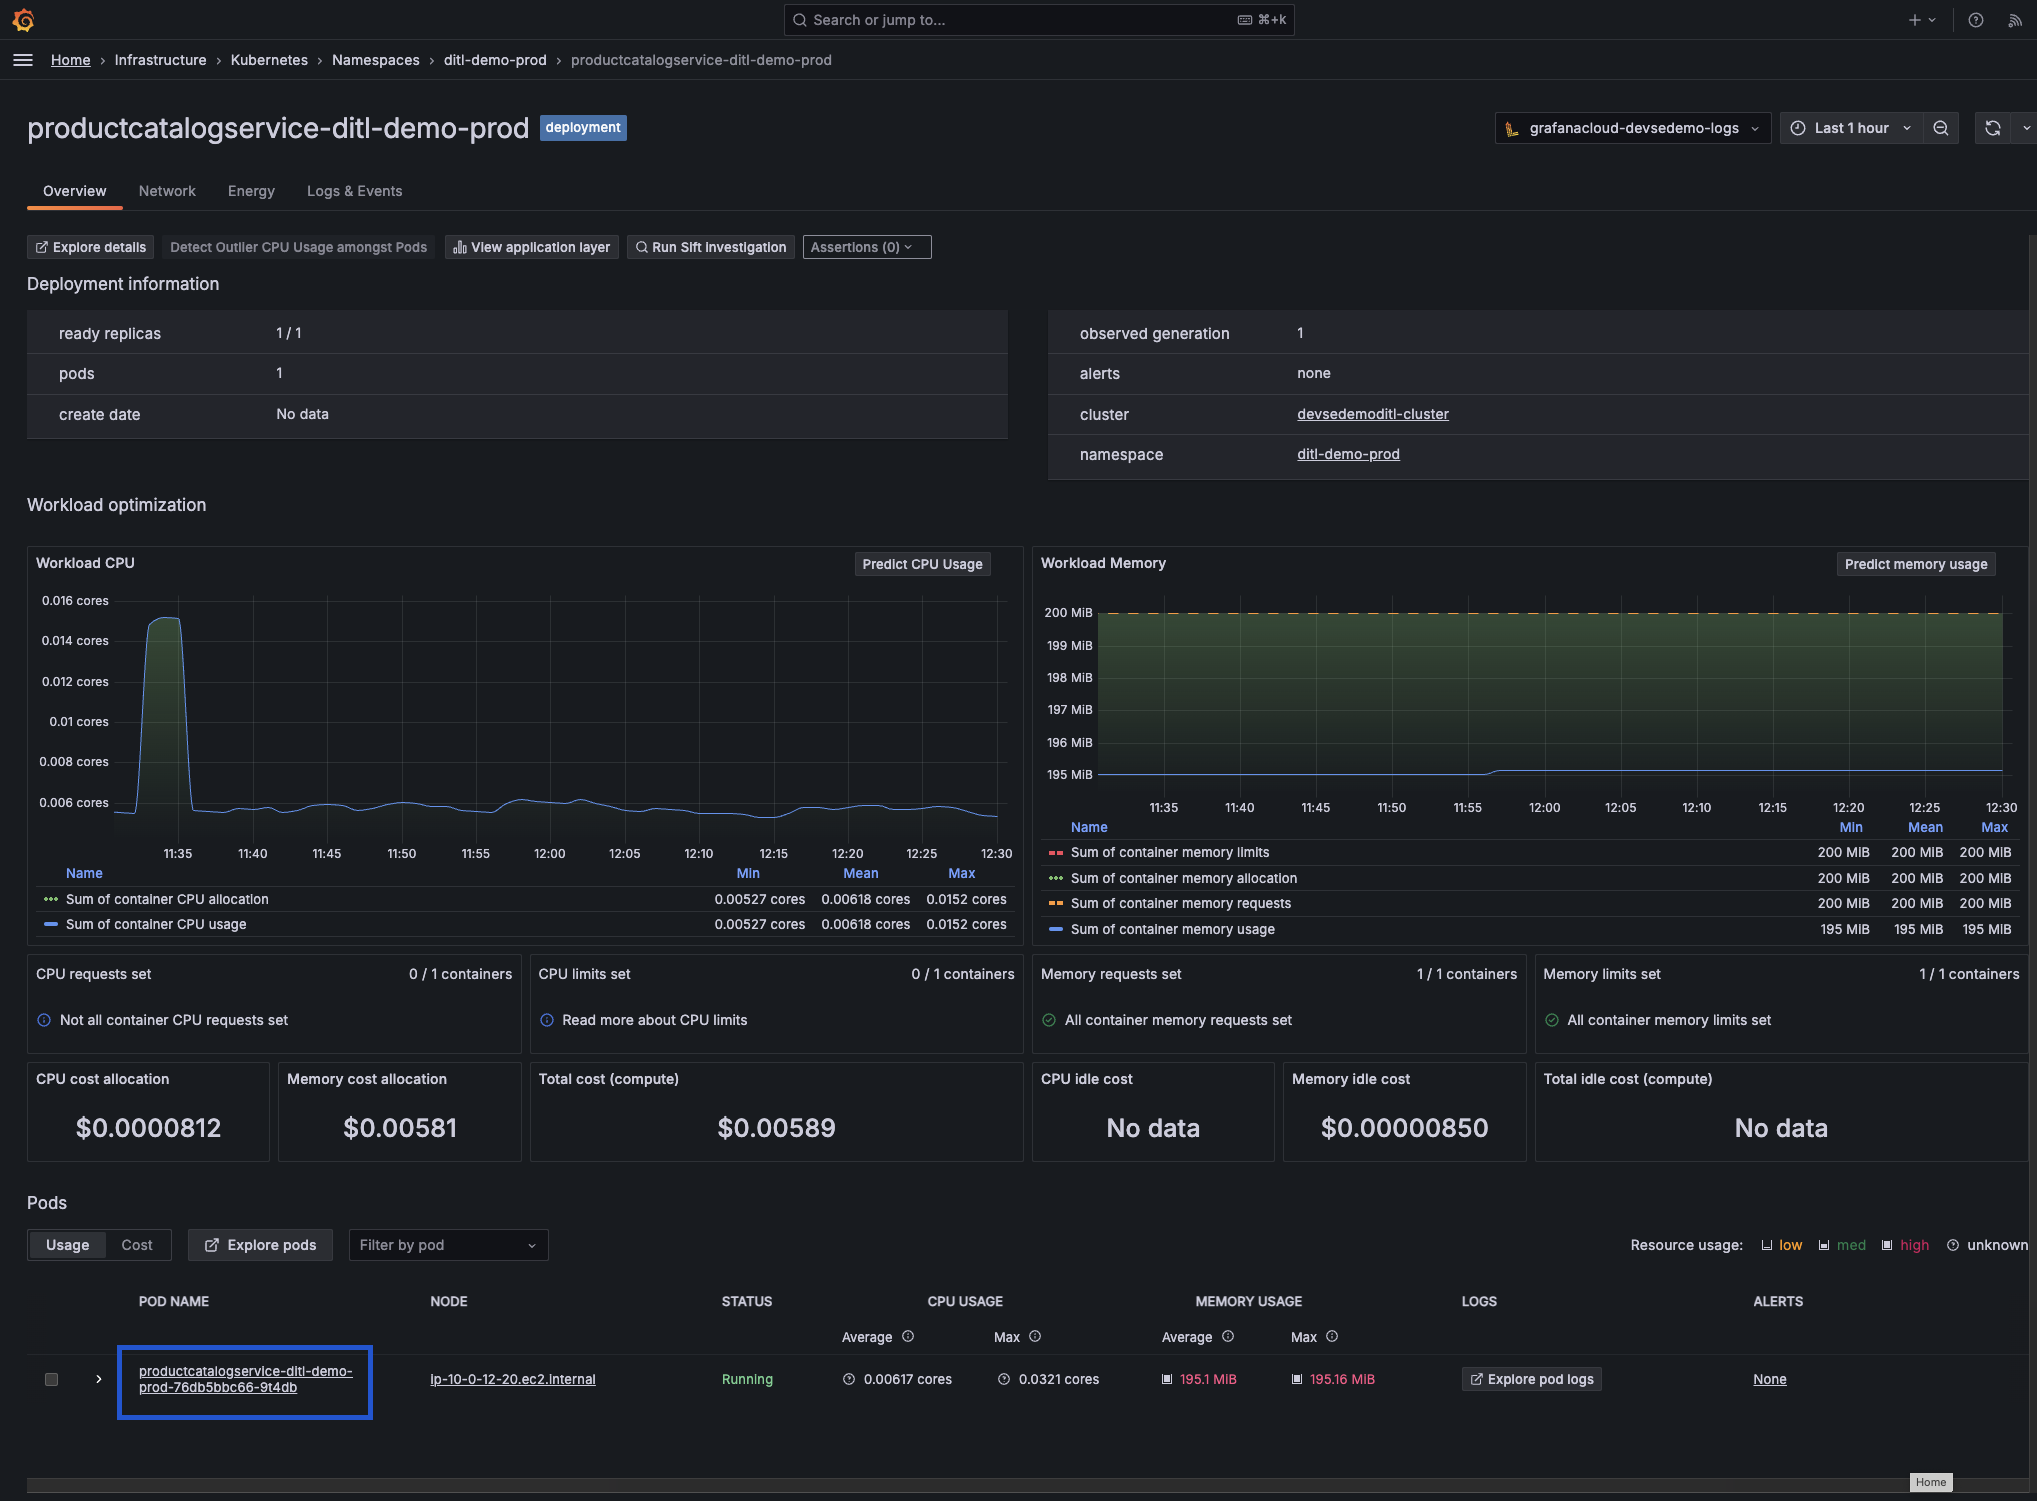 Search or jump to...
⌘+k
Home › Infrastructure › Kubernetes › Namespaces › ditl-demo-prod › productcatalogservice-ditl-demo-prod
productcatalogservice-ditl-demo-prod
deployment
grafanacloud-devsedemo-logs
Last 1 hour
Overview
Network
Energy
Logs & Events
Explore details
Detect Outlier CPU Usage amongst Pods
View application layer
Run Sift investigation
Assertions (0)
Deployment information
ready replicas 1 / 1
pods 1
create date No data
observed generation 1
alerts none
cluster devsedemoditl-cluster
namespace ditl-demo-prod
Workload optimization
Workload CPU
Predict CPU Usage
0.016 cores
0.014 cores
0.012 cores
0.01 cores
0.008 cores
0.006 cores
11:35 11:40 11:45 11:50 11:55 12:00 12:05 12:10 12:15 12:20 12:25 12:30
Name Min Mean Max
Sum of container CPU allocation 0.00527 cores 0.00618 cores 0.0152 cores
Sum of container CPU usage 0.00527 cores 0.00618 cores 0.0152 cores
Workload Memory
Predict memory usage
200 MiB
199 MiB
198 MiB
197 MiB
196 MiB
195 MiB
11:35 11:40 11:45 11:50 11:55 12:00 12:05 12:10 12:15 12:20 12:25 12:30
Name Min Mean Max
Sum of container memory limits 200 MiB 200 MiB 200 MiB
Sum of container memory allocation 200 MiB 200 MiB 200 MiB
Sum of container memory requests 200 MiB 200 MiB 200 MiB
Sum of container memory usage 195 MiB 195 MiB 195 MiB
CPU requests set 0 / 1 containers
Not all container CPU requests set
CPU limits set 0 / 1 containers
Read more about CPU limits
Memory requests set 1 / 1 containers
All container memory requests set
Memory limits set 1 / 1 containers
All container memory limits set
CPU cost allocation
$0.0000812
Memory cost allocation
$0.00581
Total cost (compute)
$0.00589
CPU idle cost
No data
Memory idle cost
$0.00000850
Total idle cost (compute)
No data
Pods
Usage
Cost
Explore pods
Filter by pod
Resource usage: low med high unknown
POD NAME NODE STATUS CPU USAGE MEMORY USAGE LOGS ALERTS
Average Max Average Max
productcatalogservice-ditl-demo-
prod-76db5bbc66-9t4db
ip-10-0-12-20.ec2.internal
Running
0.00617 cores
0.0321 cores
195.1 MiB
195.16 MiB
Explore pod logs
None
Home